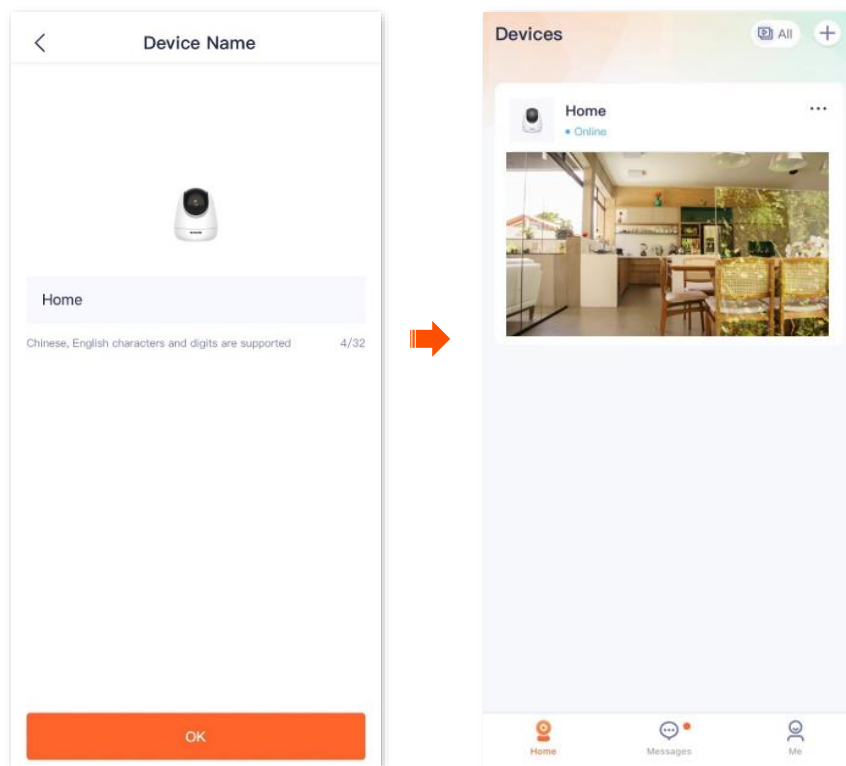 Device Name
Home
Chinese, English characters and digits are supported 4/32
OK
Devices
All
Home
Online
Home Messages Me